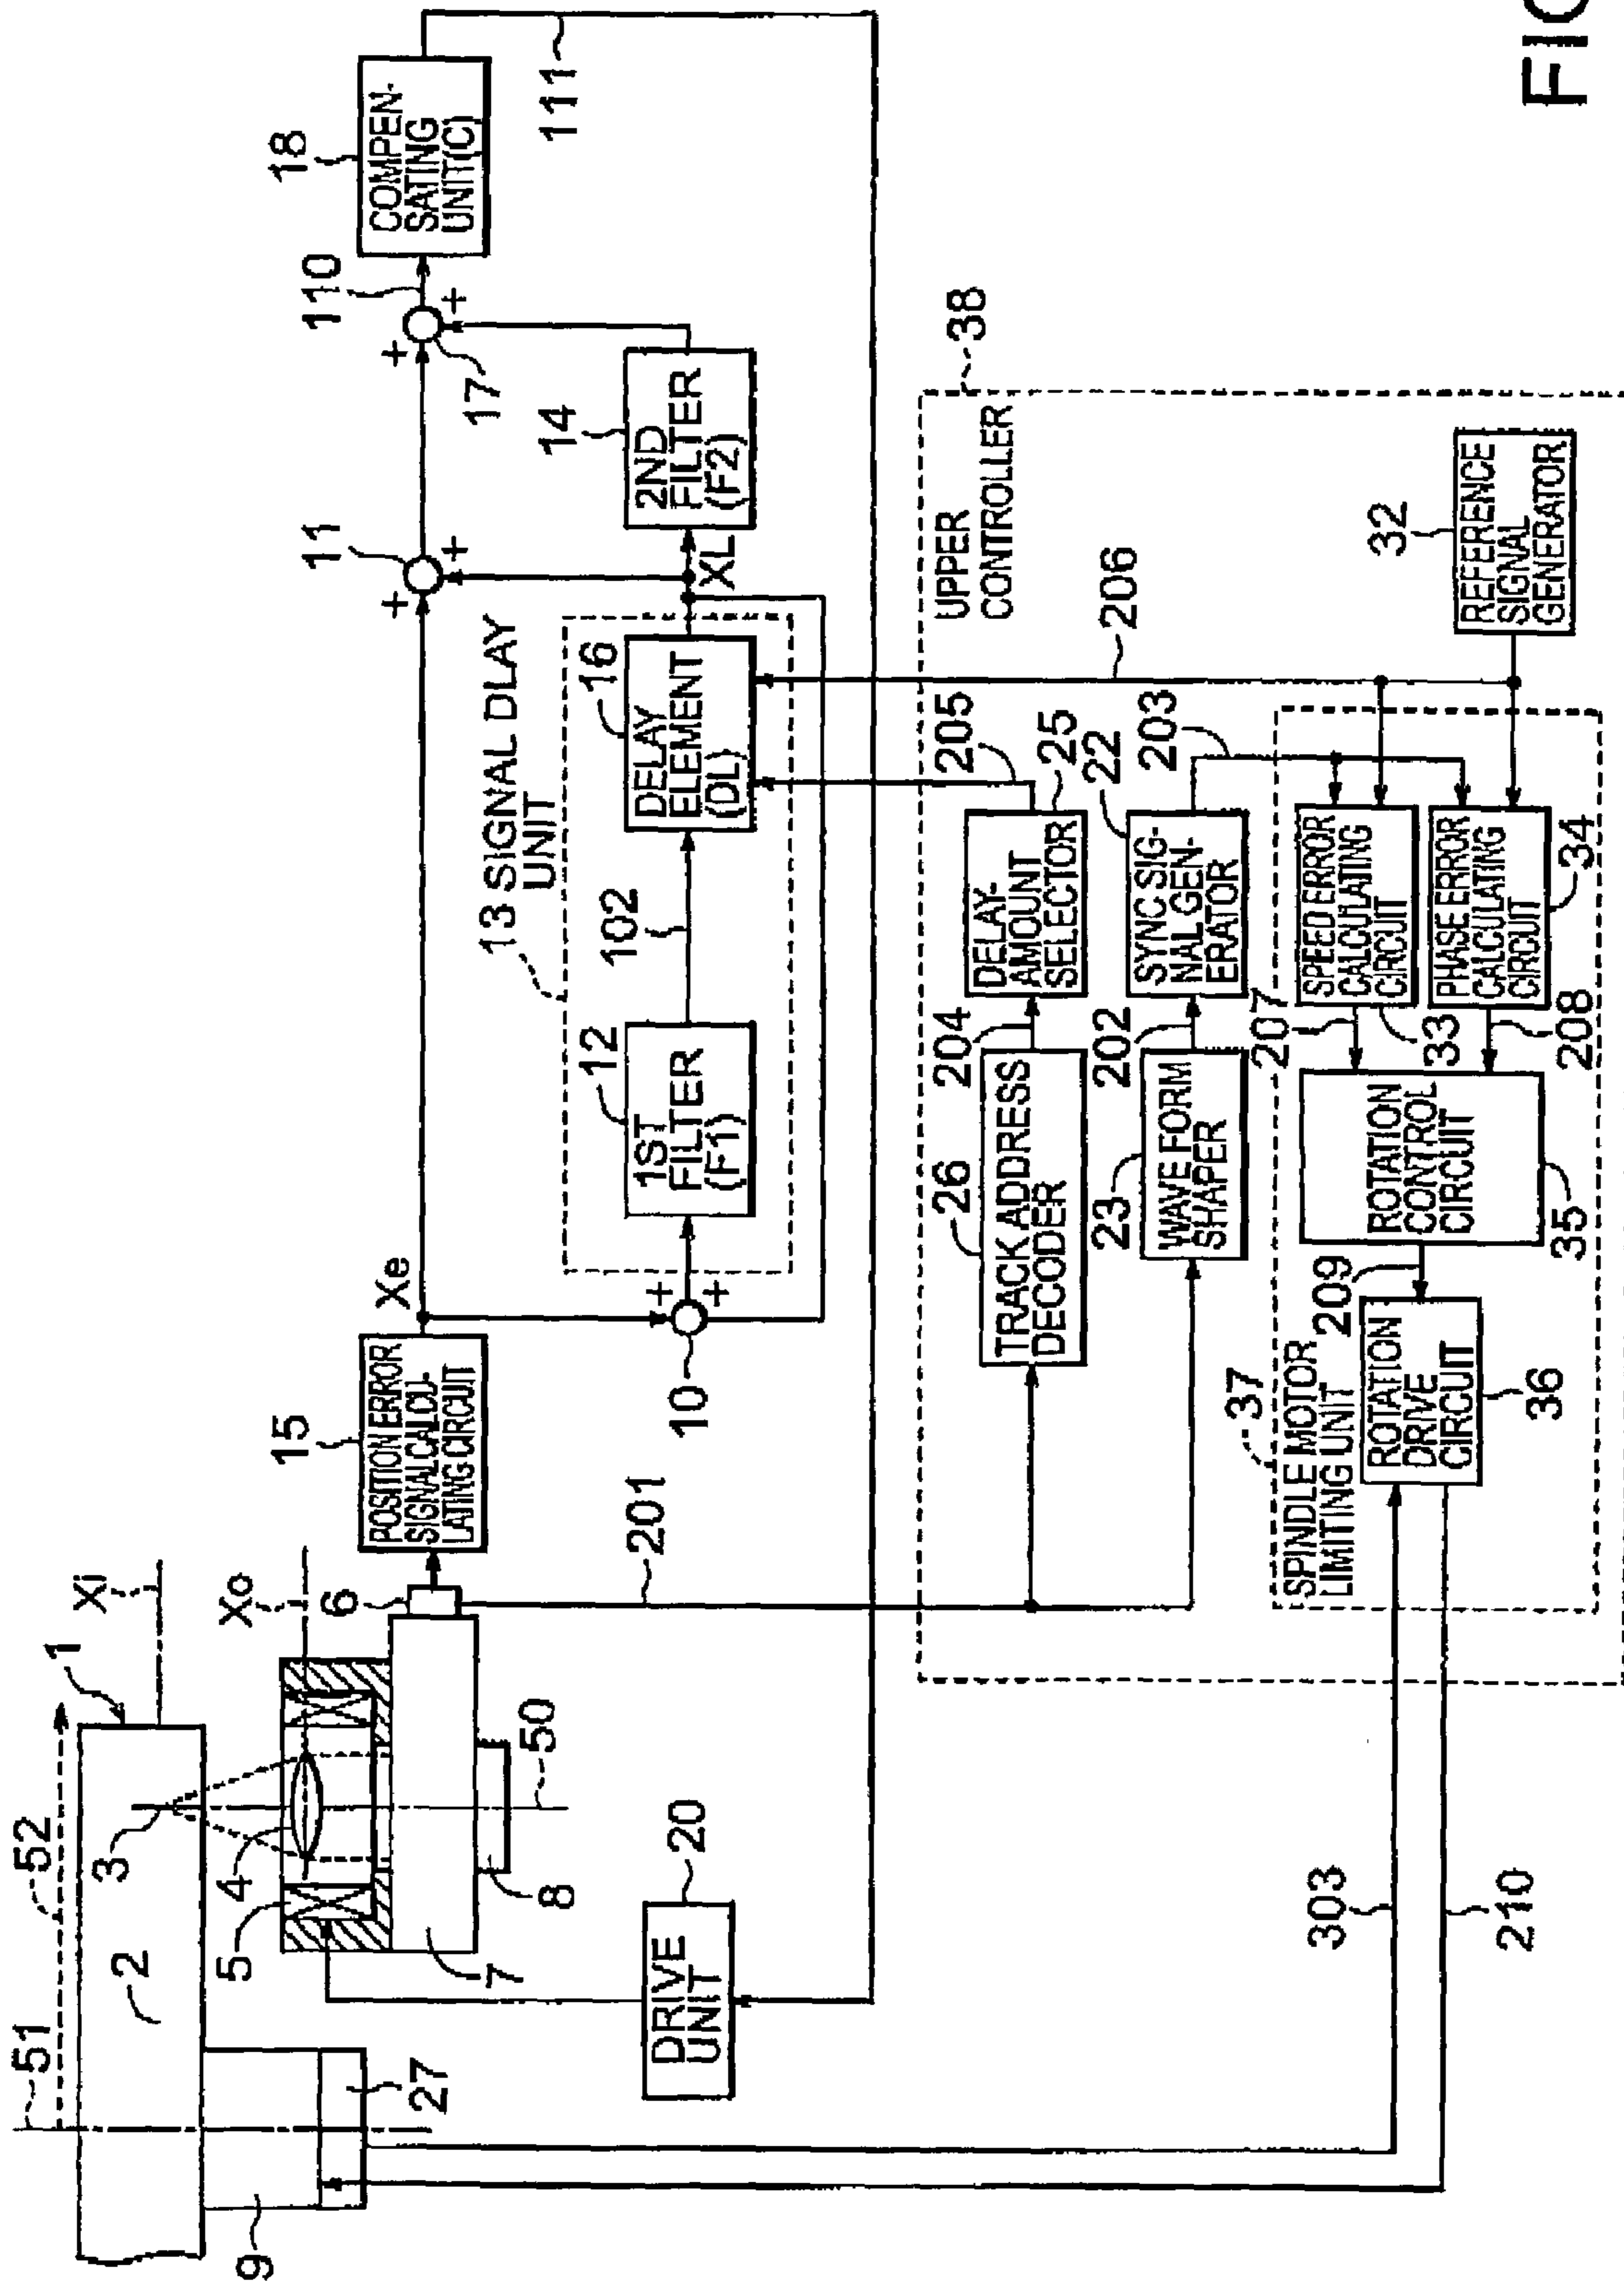 FIG
51
52
1
Xi
Xo
2
3
4
5
6
7
8
9
27
50
15
POSITION ERROR
SIGNAL CALCU-
LATING CIRCUIT
Xe
11
+
+
17
+
+
110
18
COMPEN-
SATING
UNIT(C)
111
10
+
+
13 SIGNAL DLAY
UNIT
12
1ST
FILTER
(F1)
102
16
DELAY
ELEMENT
(DL)
XL
14
2ND
FILTER
(F2)
20
DRIVE
UNIT
201
38
UPPER
CONTROLLER
26
TRACK ADDRESS
DECODER
204
DELAY-
AMOUNT
SELECTOR
25
205
206
23
WAVE FORM
SHAPER
202
SYNC SIG-
NAL GEN-
ERATOR
22
203
32
REFERENCE
SIGNAL
GENERATOR
37
SPINDLE MOTOR
LIMITING UNIT
ROTATION
DRIVE
CIRCUIT
36
209
ROTATION
CONTROL
CIRCUIT
35
207
SPEED ERROR
CALCULATING
CIRCUIT
33
208
PHASE ERROR
CALCULATING
CIRCUIT
34
303
210